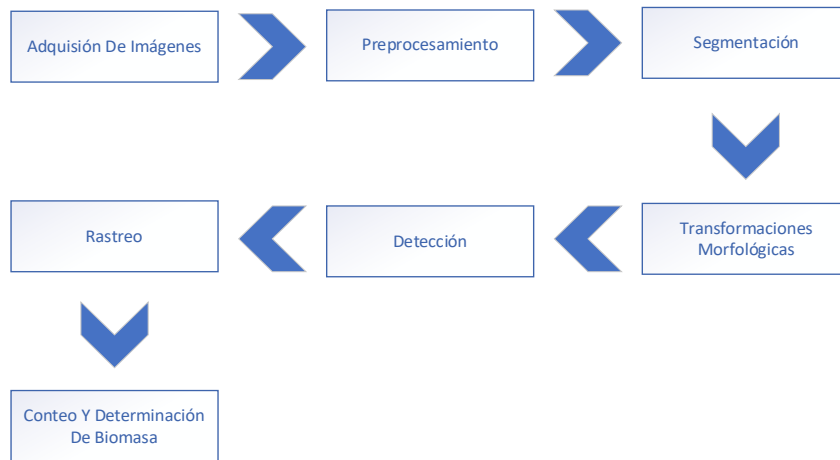 Adquisión De Imágenes
Preprocesamiento
Segmentación
Transformaciones
Morfológicas
Detección
Rastreo
Conteo Y Determinación
De Biomasa